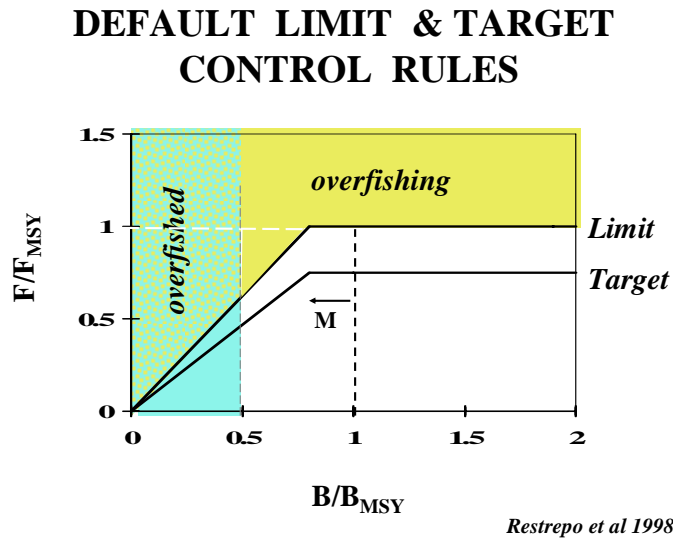 DEFAULT LIMIT & TARGET
CONTROL RULES
1.5
overfishing
overfished
1
Limit
F/FMSY
Target
0.5
M
0
0
0.5
1
1.5
2
B/BMSY
Restrepo et al 1998